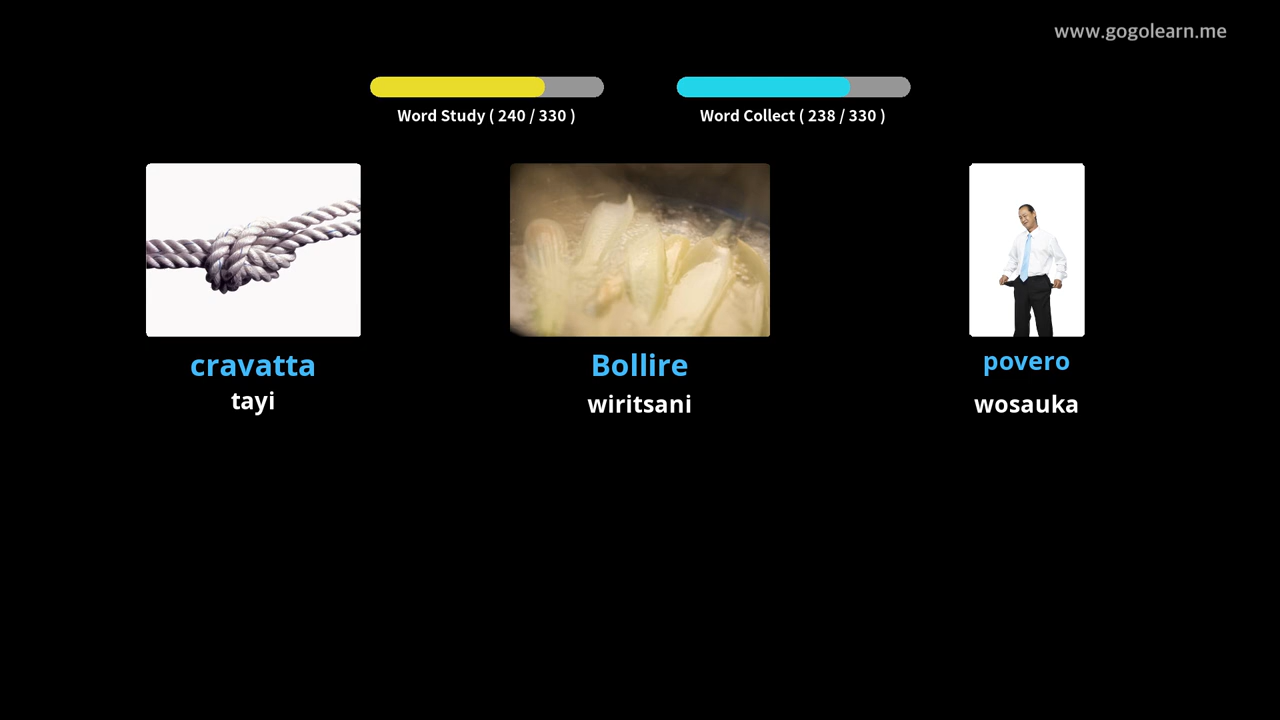 www.gogolearn.me
Word Study ( 240 / 330 )
Word Collect ( 238 / 330 )
cravatta
tayi
Bollire
wiritsani
povero
wosauka